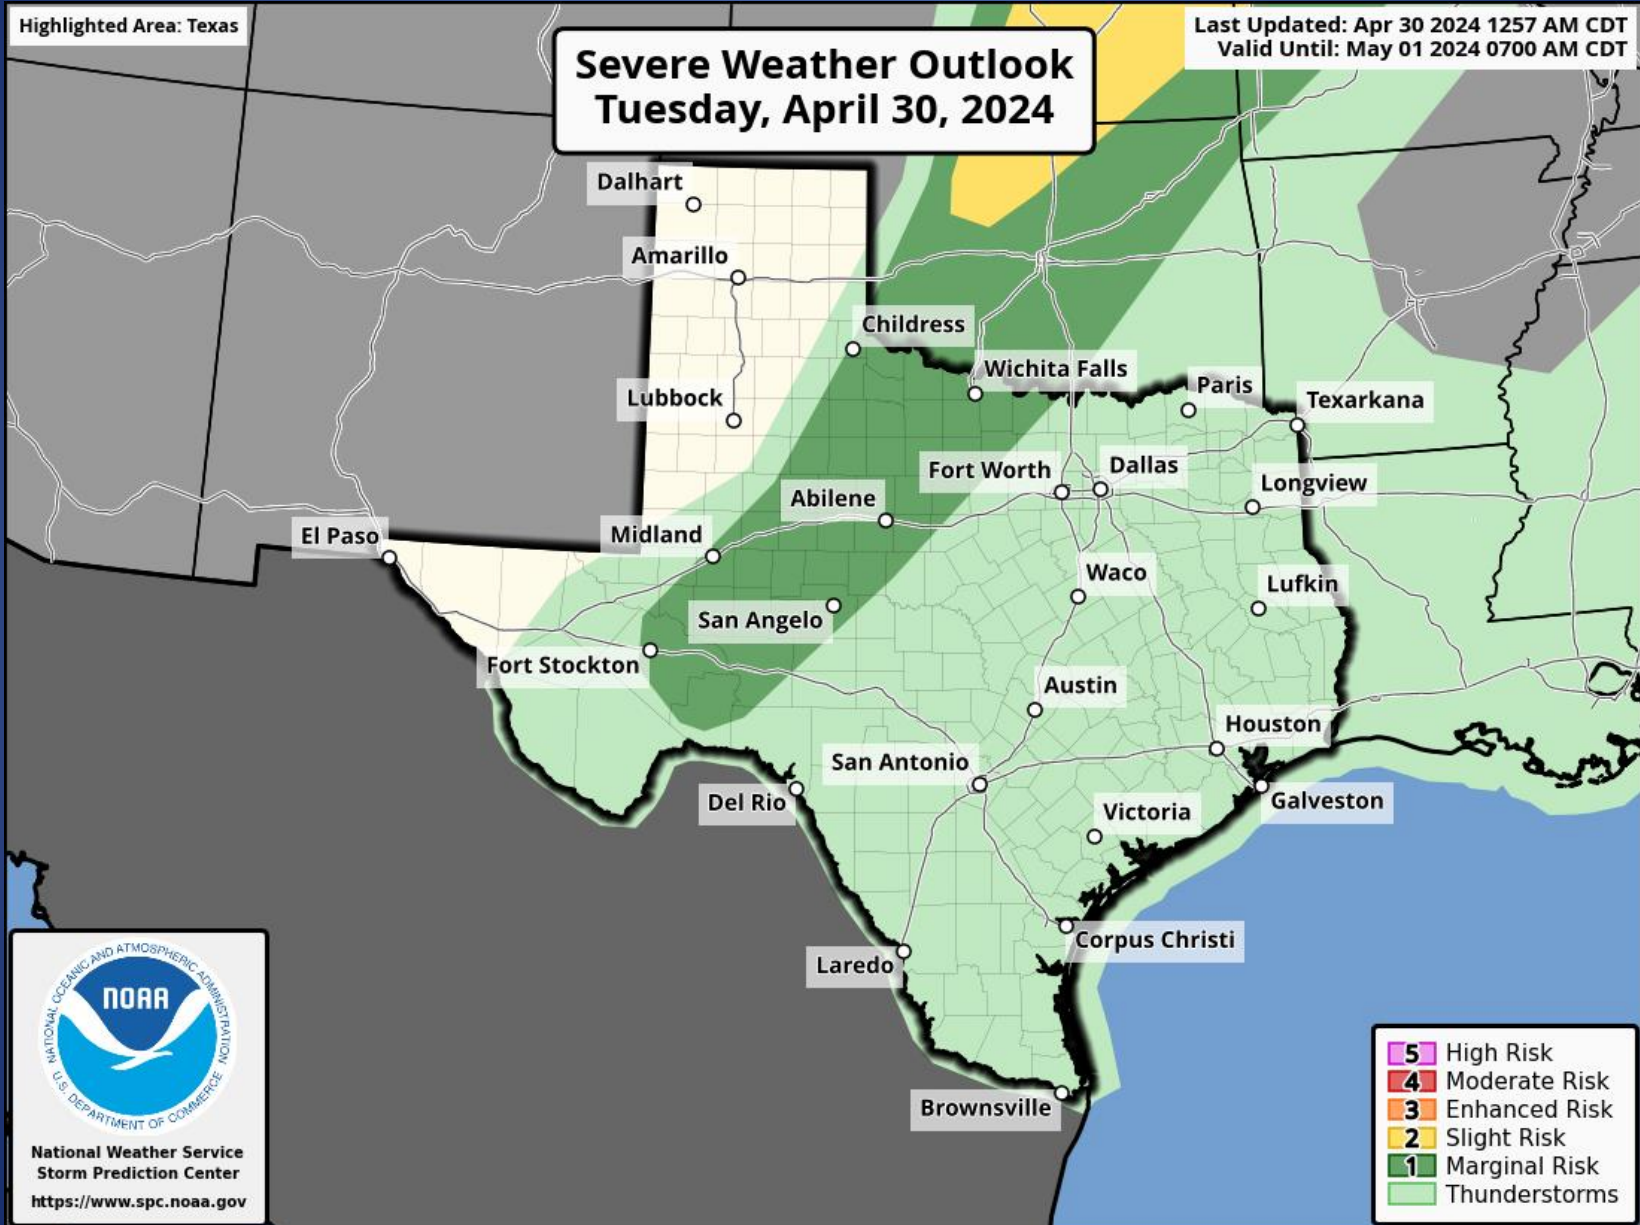 Highlighted Area: Texas
Severe Weather Outlook
Tuesday, April 30, 2024
Last Updated: Apr 30 2024 1257 AM CDT
Valid Until: May 01 2024 0700 AM CDT
Dalhart
Amarillo
Childress
Wichita Falls
Lubbock
Paris
Texarkana
Fort Worth
Dallas
Longview
Abilene
Midland
El Paso
Waco
Lufkin
San Angelo
Fort Stockton
Austin
Houston
San Antonio
Del Rio
Galveston
Victoria
Corpus Christi
Laredo
Brownsville
NATIONAL OCEANIC AND ATMOSPHERIC ADMINISTRATION
NOAA
U.S. DEPARTMENT OF COMMERCE
National Weather Service
Storm Prediction Center
https://www.spc.noaa.gov
5 High Risk
4 Moderate Risk
3 Enhanced Risk
2 Slight Risk
1 Marginal Risk
Thunderstorms